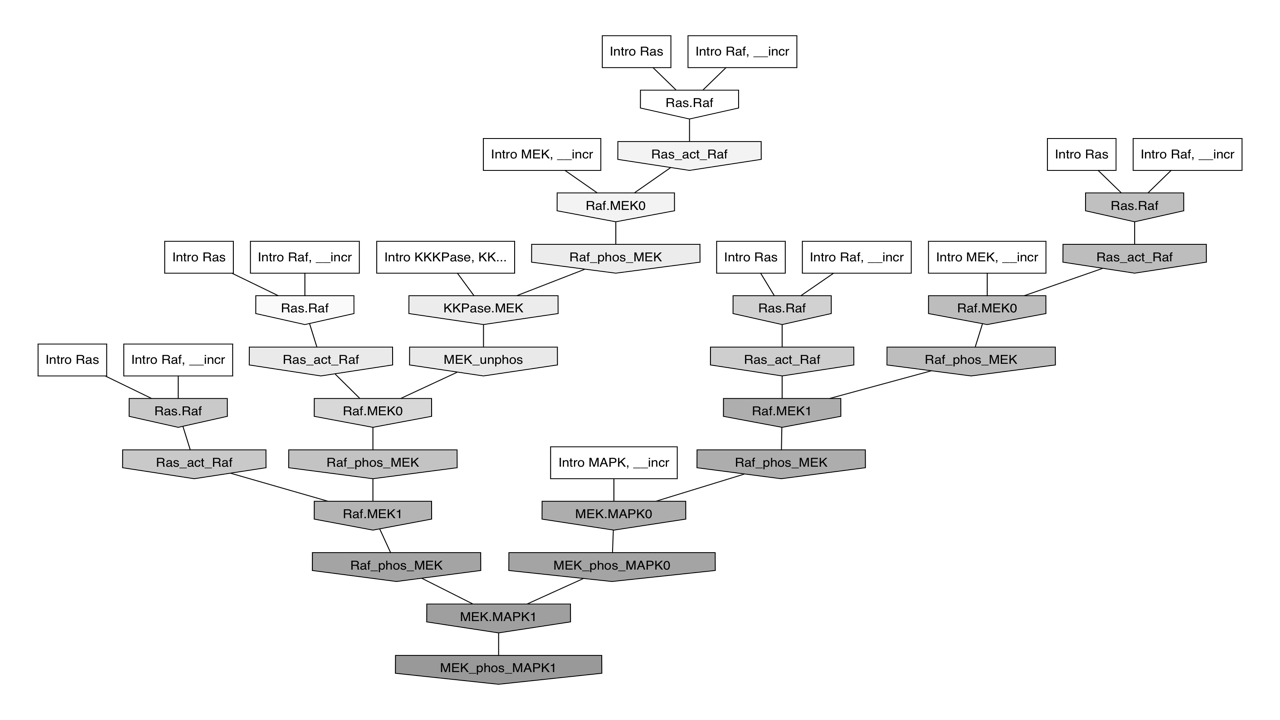 Intro Ras
Intro Raf, __incr
Ras.Raf
Intro MEK, __incr
Ras_act_Raf
Intro Ras
Intro Raf, __incr
Raf.MEK0
Ras.Raf
Intro Ras
Intro Raf, __incr
Intro KKKPase, KK...
Raf_phos_MEK
Intro Ras
Intro Raf, __incr
Intro MEK, __incr
Ras_act_Raf
Ras.Raf
KKPase.MEK
Ras.Raf
Raf.MEK0
Intro Ras
Intro Raf, __incr
Ras_act_Raf
MEK_unphos
Ras_act_Raf
Raf_phos_MEK
Ras.Raf
Raf.MEK0
Raf.MEK1
Ras_act_Raf
Raf_phos_MEK
Intro MAPK, __incr
Raf_phos_MEK
Raf.MEK1
MEK.MAPK0
Raf_phos_MEK
MEK_phos_MAPK0
MEK.MAPK1
MEK_phos_MAPK1